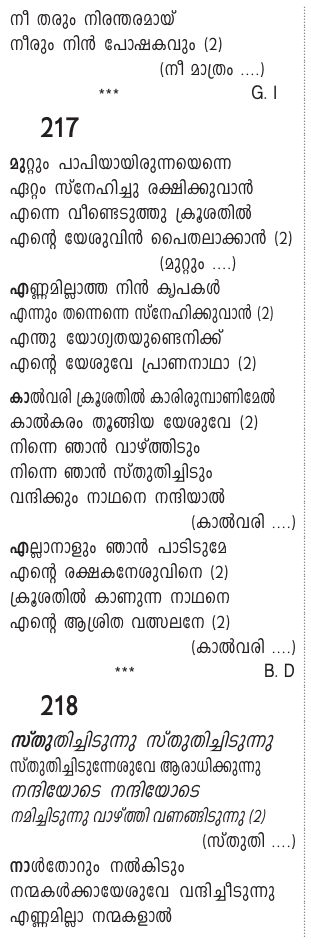 നീ തരും നിരന്തരമായ്
നീരും നിൻ പോഷകവും (2)
(നീ മാത്രം ....)
*** G. I
217
മുറ്റും പാപിയായിരുന്നയെന്നെ
ഏറ്റം സ്നേഹിച്ചു രക്ഷിക്കുവാൻ
എന്നെ വീണ്ടെടുത്തു ക്രൂശതിൽ
എന്റെ യേശുവിൻ പൈതലാക്കാൻ (2)
(മുറ്റും ....)
എണ്ണമില്ലാത്ത നിൻ കൃപകൾ
എന്നും തന്നെന്നെ സ്നേഹിക്കുവാൻ (2)
എന്തു യോഗ്യതയുണ്ടെനിക്ക്
എന്റെ യേശുവേ പ്രാണനാഥാ (2)
കാൽവരി ക്രൂശതിൽ കാരിരുമ്പാണിമേൽ
കാൽകരം തൂങ്ങിയ യേശുവേ (2)
നിന്നെ ഞാൻ വാഴ്ത്തിടും
നിന്നെ ഞാൻ സ്തുതിച്ചിടും
വന്ദിക്കും നാഥനെ നന്ദിയാൽ
(കാൽവരി ....)
എല്ലാനാളും ഞാൻ പാടിടുമേ
എന്റെ രക്ഷകനേശുവിനെ (2)
ക്രൂശതിൽ കാണുന്ന നാഥനെ
എന്റെ ആശ്രിത വത്സലനേ (2)
(കാൽവരി ....)
*** B. D
218
സ്തുതിച്ചിടുന്നു സ്തുതിച്ചിടുന്നു
സ്തുതിച്ചിടുന്നേശുവേ ആരാധിക്കുന്നു
നന്ദിയോടെ നന്ദിയോടെ
നമിച്ചിടുന്നു വാഴ്ത്തി വണങ്ങിടുന്നു (2)
(സ്തുതി ....)
നാൾതോറും നൽകിടും
നന്മകൾക്കായേശുവേ വന്ദിച്ചീടുന്നു
എണ്ണമില്ലാ നന്മകളാൽ